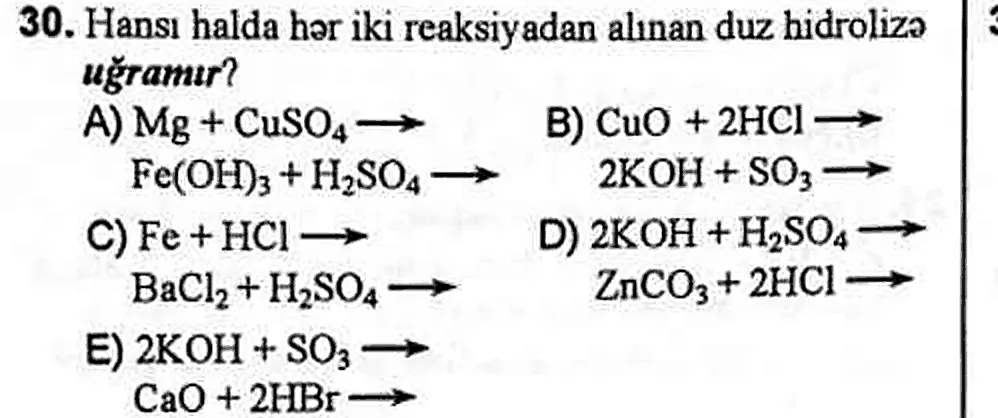 30. Hansı halda hər iki reaksiyadan alınan duz hidrolizə
uğramır?
A) Mg + CuSO₄ ⟶
Fe(OH)₃ + H₂SO₄ ⟶
B) CuO + 2HCl ⟶
2KOH + SO₃ ⟶
C) Fe + HCl ⟶
BaCl₂ + H₂SO₄ ⟶
D) 2KOH + H₂SO₄ ⟶
ZnCO₃ + 2HCl ⟶
E) 2KOH + SO₃ ⟶
CaO + 2HBr ⟶